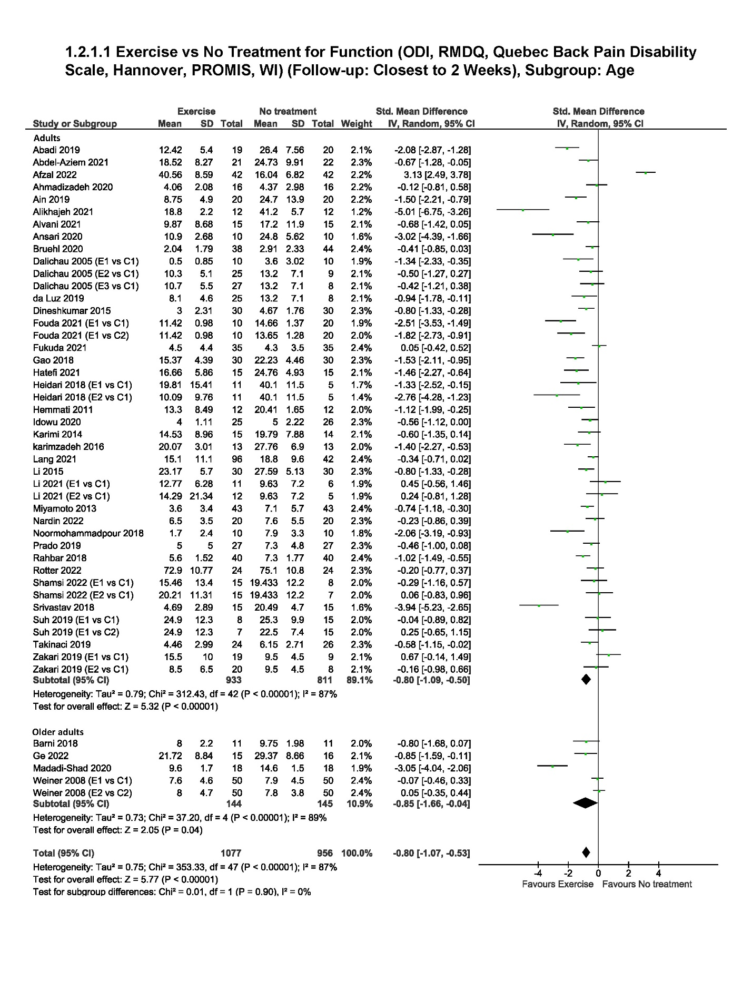 1.2.1.1 Exercise vs No Treatment for Function (ODI, RMDQ, Quebec Back Pain Disability
Scale, Hannover, PROMIS, WI) (Follow-up: Closest to 2 Weeks), Subgroup: Age
Exercise No treatment Std. Mean Difference Std. Mean Difference
Study or Subgroup Mean SD Total Mean SD Total Weight IV, Random, 95% CI IV, Random, 95% CI
Adults
Abadi 2019 12.42 5.4 19 26.4 7.56 20 2.1% -2.08 [-2.87, -1.28]
Abdel-Aziem 2021 18.52 8.27 21 24.73 9.91 22 2.3% -0.67 [-1.28, -0.05]
Afzal 2022 40.56 8.59 42 16.04 6.82 42 2.2% 3.13 [2.49, 3.78]
Ahmadizadeh 2020 4.06 2.08 16 4.37 2.98 16 2.2% -0.12 [-0.81, 0.58]
Ain 2019 8.75 4.9 20 24.7 13.9 20 2.2% -1.50 [-2.21, -0.79]
Alikhajeh 2021 18.8 2.2 12 41.2 5.7 12 1.2% -5.01 [-6.75, -3.26]
Alvani 2021 9.87 8.68 15 17.2 11.9 15 2.1% -0.68 [-1.42, 0.05]
Ansari 2020 10.9 2.68 10 24.8 5.62 10 1.6% -3.02 [-4.39, -1.66]
Bruehl 2020 2.04 1.79 38 2.91 2.33 44 2.4% -0.41 [-0.85, 0.03]
Dalichau 2005 (E1 vs C1) 0.5 0.85 10 3.6 3.02 10 1.9% -1.34 [-2.33, -0.35]
Dalichau 2005 (E2 vs C1) 10.3 5.1 25 13.2 7.1 9 2.1% -0.50 [-1.27, 0.27]
Dalichau 2005 (E3 vs C1) 10.7 5.5 27 13.2 7.1 8 2.1% -0.42 [-1.21, 0.38]
da Luz 2019 8.1 4.6 25 13.2 7.1 8 2.1% -0.94 [-1.78, -0.11]
Dineshkumar 2015 3 2.31 30 4.67 1.76 30 2.3% -0.80 [-1.33, -0.28]
Fouda 2021 (E1 vs C1) 11.42 0.98 10 14.66 1.37 20 1.9% -2.51 [-3.53, -1.49]
Fouda 2021 (E1 vs C2) 11.42 0.98 10 13.65 1.28 20 2.0% -1.82 [-2.73, -0.91]
Fukuda 2021 4.5 4.4 35 4.3 3.5 35 2.4% 0.05 [-0.42, 0.52]
Gao 2018 15.37 4.39 30 22.23 4.46 30 2.3% -1.53 [-2.11, -0.95]
Hatefi 2021 16.66 5.86 15 24.76 4.93 15 2.1% -1.46 [-2.27, -0.64]
Heidari 2018 (E1 vs C1) 19.81 15.41 11 40.1 11.5 5 1.7% -1.33 [-2.52, -0.15]
Heidari 2018 (E2 vs C1) 10.09 9.76 11 40.1 11.5 5 1.4% -2.76 [-4.28, -1.23]
Hemmati 2011 13.3 8.49 12 20.41 1.65 12 2.0% -1.12 [-1.99, -0.25]
Idowu 2020 4 1.11 25 5 2.22 26 2.3% -0.56 [-1.12, 0.00]
Karimi 2014 14.53 8.96 15 19.79 7.88 14 2.1% -0.60 [-1.35, 0.14]
karimzadeh 2016 20.07 3.01 13 27.76 6.9 13 2.0% -1.40 [-2.27, -0.53]
Lang 2021 15.1 11.1 96 18.8 9.6 42 2.4% -0.34 [-0.71, 0.02]
Li 2015 23.17 5.7 30 27.59 5.13 30 2.3% -0.80 [-1.33, -0.28]
Li 2021 (E1 vs C1) 12.77 6.28 11 9.63 7.2 6 1.9% 0.45 [-0.56, 1.46]
Li 2021 (E2 vs C1) 14.29 21.34 12 9.63 7.2 5 1.9% 0.24 [-0.81, 1.28]
Miyamoto 2013 3.6 3.4 43 7.1 5.7 43 2.4% -0.74 [-1.18, -0.30]
Nardin 2022 6.5 3.5 20 7.6 5.5 20 2.2% -0.23 [-0.86, 0.39]
Noormohammadpour 2018 1.7 2.4 10 7.9 3.3 10 1.8% -2.06 [-3.19, -0.93]
Prado 2019 5 5 27 7.3 4.8 27 2.3% -0.46 [-1.00, 0.08]
Rahbar 2018 5.6 1.52 40 7.3 1.77 40 2.4% -1.02 [-1.49, -0.55]
Rotter 2022 72.9 10.77 24 75.1 10.8 24 2.3% -0.20 [-0.77, 0.37]
Shamsi 2022 (E1 vs C1) 15.46 13.4 15 19.433 12.2 8 2.0% -0.29 [-1.16, 0.57]
Shamsi 2022 (E2 vs C1) 20.21 11.31 15 19.433 12.2 7 2.0% 0.06 [-0.83, 0.96]
Srivastav 2018 4.69 2.89 15 20.49 4.7 15 1.6% -3.94 [-5.23, -2.65]
Suh 2019 (E1 vs C1) 24.9 12.3 8 25.3 9.9 15 2.0% -0.04 [-0.89, 0.82]
Suh 2019 (E1 vs C2) 24.9 12.3 7 22.5 7.4 15 2.0% 0.25 [-0.65, 1.15]
Takinaci 2019 4.46 2.99 24 6.15 2.71 26 2.3% -0.58 [-1.15, -0.02]
Zakari 2019 (E1 vs C1) 15.5 10 19 9.5 4.5 9 2.1% 0.67 [-0.14, 1.49]
Zakari 2019 (E2 vs C1) 8.5 6.5 20 9.5 4.5 8 2.1% -0.16 [-0.98, 0.66]
Subtotal (95% CI) 933 811 89.1% -0.80 [-1.09, -0.50]
Heterogeneity: Tau² = 0.79; Chi² = 312.43, df = 42 (P < 0.00001); I² = 87%
Test for overall effect: Z = 5.32 (P < 0.00001)
Older adults
Barni 2018 8 2.2 11 9.75 1.98 11 2.0% -0.80 [-1.68, 0.07]
Ge 2022 21.72 8.84 15 29.37 8.66 16 2.1% -0.85 [-1.59, -0.11]
Madadi-Shad 2020 9.6 1.7 18 14.6 1.5 18 1.9% -3.05 [-4.04, -2.06]
Weiner 2008 (E1 vs C1) 7.6 4.6 50 7.9 4.5 50 2.4% -0.07 [-0.46, 0.33]
Weiner 2008 (E2 vs C2) 8 4.7 50 7.8 3.8 50 2.4% 0.05 [-0.35, 0.44]
Subtotal (95% CI) 144 145 10.9% -0.85 [-1.66, -0.04]
Heterogeneity: Tau² = 0.73; Chi² = 37.20, df = 4 (P < 0.00001); I² = 89%
Test for overall effect: Z = 2.05 (P = 0.04)
Total (95% CI) 1077 956 100.0% -0.80 [-1.07, -0.53]
Heterogeneity: Tau² = 0.75; Chi² = 353.33, df = 47 (P < 0.00001); I² = 87%
Test for overall effect: Z = 5.77 (P < 0.00001)
Test for subgroup differences: Chi² = 0.01, df = 1 (P = 0.90), I² = 0%
-4 -2 0 2 4
Favours Exercise Favours No treatment